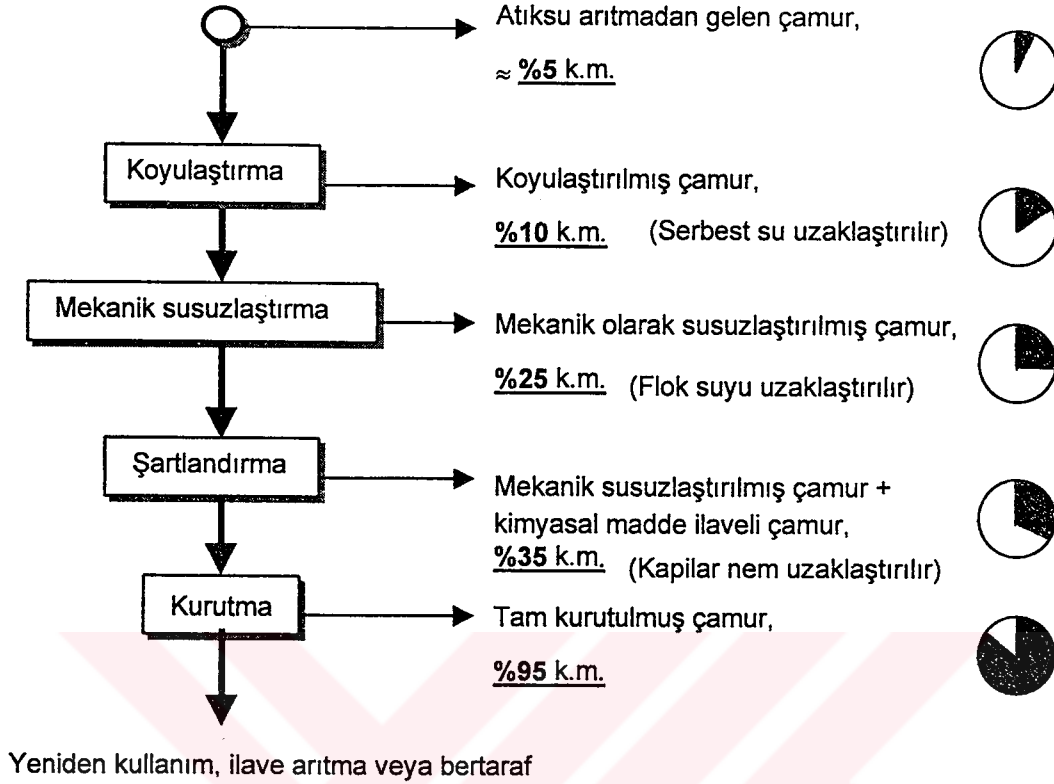 Atıksu arıtmadan gelen çamur,
≈ %5 k.m.
Koyulaştırma
Koyulaştırılmış çamur,
%10 k.m. (Serbest su uzaklaştırılır)
Mekanik susuzlaştırma
Mekanik olarak susuzlaştırılmış çamur,
%25 k.m. (Flok suyu uzaklaştırılır)
Şartlandırma
Mekanik susuzlaştırılmış çamur +
kimyasal madde ilaveli çamur,
%35 k.m. (Kapilar nem uzaklaştırılır)
Kurutma
Tam kurutulmuş çamur,
%95 k.m.
Yeniden kullanım, ilave arıtma veya bertaraf